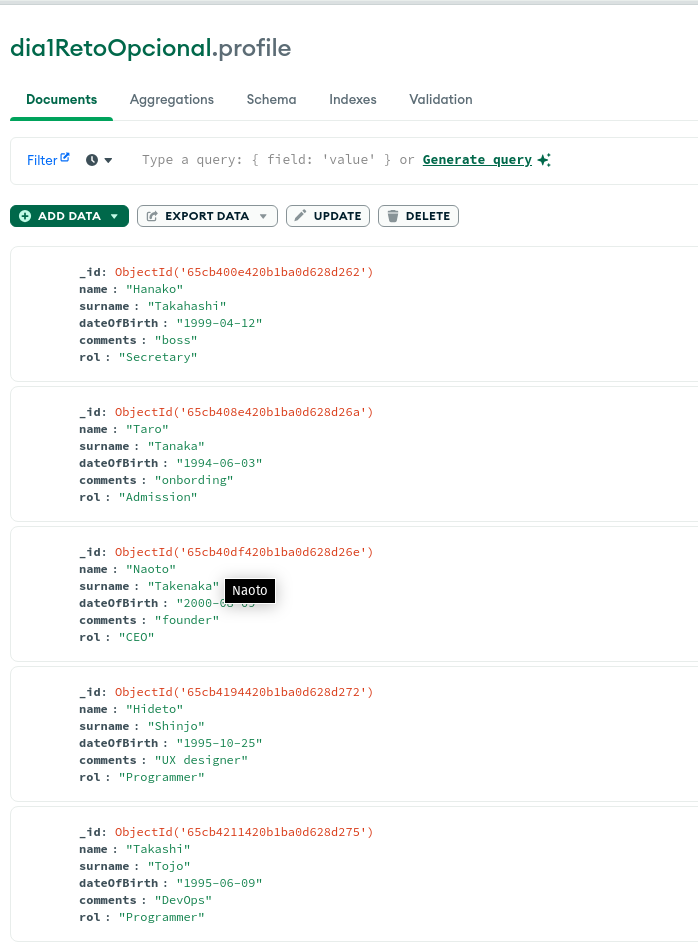 dia1RetoOpcional.profile
Documents Aggregations Schema Indexes Validation
Filter Type a query: { field: 'value' } or Generate query
ADD DATA EXPORT DATA UPDATE DELETE
_id: ObjectId('65cb400e420b1ba0d628d262')
name : "Hanako"
surname : "Takahashi"
dateOfBirth : "1999-04-12"
comments : "boss"
rol : "Secretary"
_id: ObjectId('65cb408e420b1ba0d628d26a')
name : "Taro"
surname : "Tanaka"
dateOfBirth : "1994-06-03"
comments : "onbording"
rol : "Admission"
_id: ObjectId('65cb40df420b1ba0d628d26e')
name : "Naoto"
surname : "Takenaka"
Naoto
dateOfBirth :
comments : "founder"
rol : "CEO"
_id: ObjectId('65cb4194420b1ba0d628d272')
name : "Hideto"
surname : "Shinjo"
dateOfBirth : "1995-10-25"
comments : "UX designer"
rol : "Programmer"
_id: ObjectId('65cb4211420b1ba0d628d275')
name : "Takashi"
surname : "Tojo"
dateOfBirth : "1995-06-09"
comments : "DevOps"
rol : "Programmer"